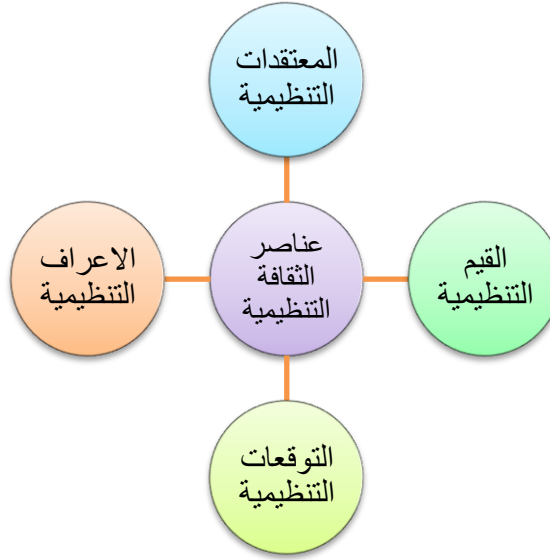 المعتقدات
التنظيمية
الاعراف
التنظيمية
عناصر
الثقافة
التنظيمية
القيم
التنظيمية
التوقعات
التنظيمية